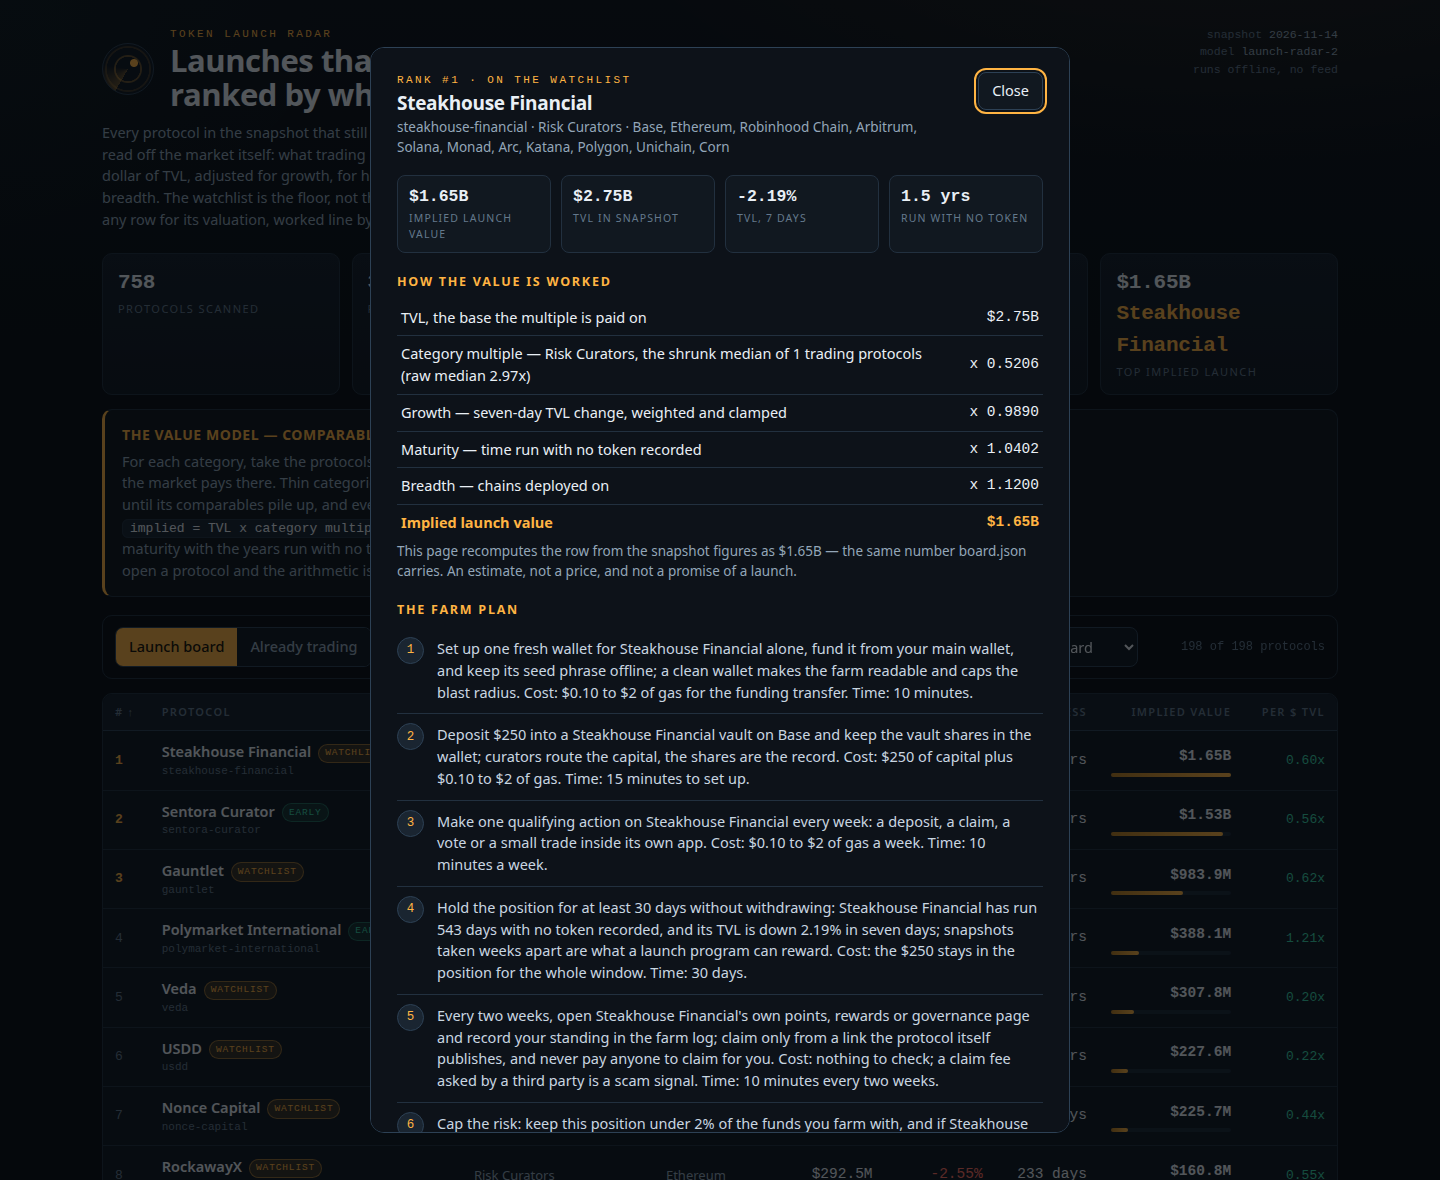 TOKEN LAUNCH RADAR
Launches tha
ranked by wh
snapshot 2026-11-14
model launch-radar-2
runs offline, no feed
Every protocol in the snapshot that still
read off the market itself: what trading
dollar of TVL, adjusted for growth, for h
breadth. The watchlist is the floor, not t
any row for its valuation, worked line by
758
PROTOCOLS SCANNED
$1.65B
Steakhouse
Financial
TOP IMPLIED LAUNCH
THE VALUE MODEL — COMPARABL
For each category, take the protocols
the market pays there. Thin categori
until its comparables pile up, and eve
implied = TVL x category multip
maturity with the years run with no t
open a protocol and the arithmetic is
Launch board
Already trading
ard
198 of 198 protocols
# ↑ PROTOCOL SS IMPLIED VALUE PER $ TVL
1 Steakhouse Financial WATCHLI rs $1.65B 0.60x
steakhouse-financial
2 Sentora Curator EARLY rs $1.53B 0.56x
sentora-curator
3 Gauntlet WATCHLIST rs $983.9M 0.62x
gauntlet
4 Polymarket International EA rs $388.1M 1.21x
polymarket-international
5 Veda WATCHLIST rs $307.8M 0.20x
veda
6 USDD WATCHLIST rs $227.6M 0.22x
usdd
7 Nonce Capital WATCHLIST ys $225.7M 0.44x
nonce-capital
8 RockawayX WATCHLIST Risk Curators Ethereum $292.5M -2.55% 233 days $160.8M 0.55x
RANK #1 · ON THE WATCHLIST
Steakhouse Financial
Close
steakhouse-financial · Risk Curators · Base, Ethereum, Robinhood Chain, Arbitrum,
Solana, Monad, Arc, Katana, Polygon, Unichain, Corn
$1.65B
IMPLIED LAUNCH
VALUE
$2.75B
TVL IN SNAPSHOT
-2.19%
TVL, 7 DAYS
1.5 yrs
RUN WITH NO TOKEN
HOW THE VALUE IS WORKED
TVL, the base the multiple is paid on $2.75B
Category multiple — Risk Curators, the shrunk median of 1 trading protocols
(raw median 2.97x) x 0.5206
Growth — seven-day TVL change, weighted and clamped x 0.9890
Maturity — time run with no token recorded x 1.0402
Breadth — chains deployed on x 1.1200
Implied launch value $1.65B
This page recomputes the row from the snapshot figures as $1.65B — the same number board.json
carries. An estimate, not a price, and not a promise of a launch.
THE FARM PLAN
1 Set up one fresh wallet for Steakhouse Financial alone, fund it from your main wallet,
and keep its seed phrase offline; a clean wallet makes the farm readable and caps the
blast radius. Cost: $0.10 to $2 of gas for the funding transfer. Time: 10 minutes.
2 Deposit $250 into a Steakhouse Financial vault on Base and keep the vault shares in the
wallet; curators route the capital, the shares are the record. Cost: $250 of capital plus
$0.10 to $2 of gas. Time: 15 minutes to set up.
3 Make one qualifying action on Steakhouse Financial every week: a deposit, a claim, a
vote or a small trade inside its own app. Cost: $0.10 to $2 of gas a week. Time: 10
minutes a week.
4 Hold the position for at least 30 days without withdrawing: Steakhouse Financial has run
543 days with no token recorded, and its TVL is down 2.19% in seven days; snapshots
taken weeks apart are what a launch program can reward. Cost: the $250 stays in the
position for the whole window. Time: 30 days.
5 Every two weeks, open Steakhouse Financial's own points, rewards or governance page
and record your standing in the farm log; claim only from a link the protocol itself
publishes, and never pay anyone to claim for you. Cost: nothing to check; a claim fee
asked by a third party is a scam signal. Time: 10 minutes every two weeks.
6 Cap the risk: keep this position under 2% of the funds you farm with, and if Steakhouse